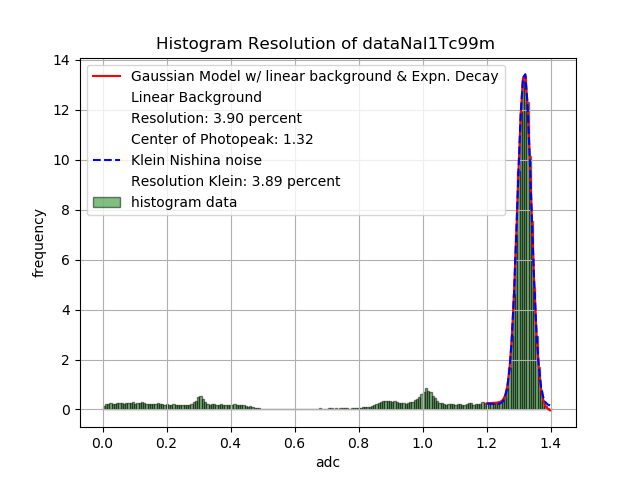 Histogram Resolution of dataNaI1Tc99m
Gaussian Model w/ linear background & Expn. Decay
Linear Background
Resolution: 3.90 percent
Center of Photopeak: 1.32
Klein Nishina noise
Resolution Klein: 3.89 percent
histogram data
frequency
14
12
10
8
6
4
2
0
0.0 0.2 0.4 0.6 0.8 1.0 1.2 1.4
adc